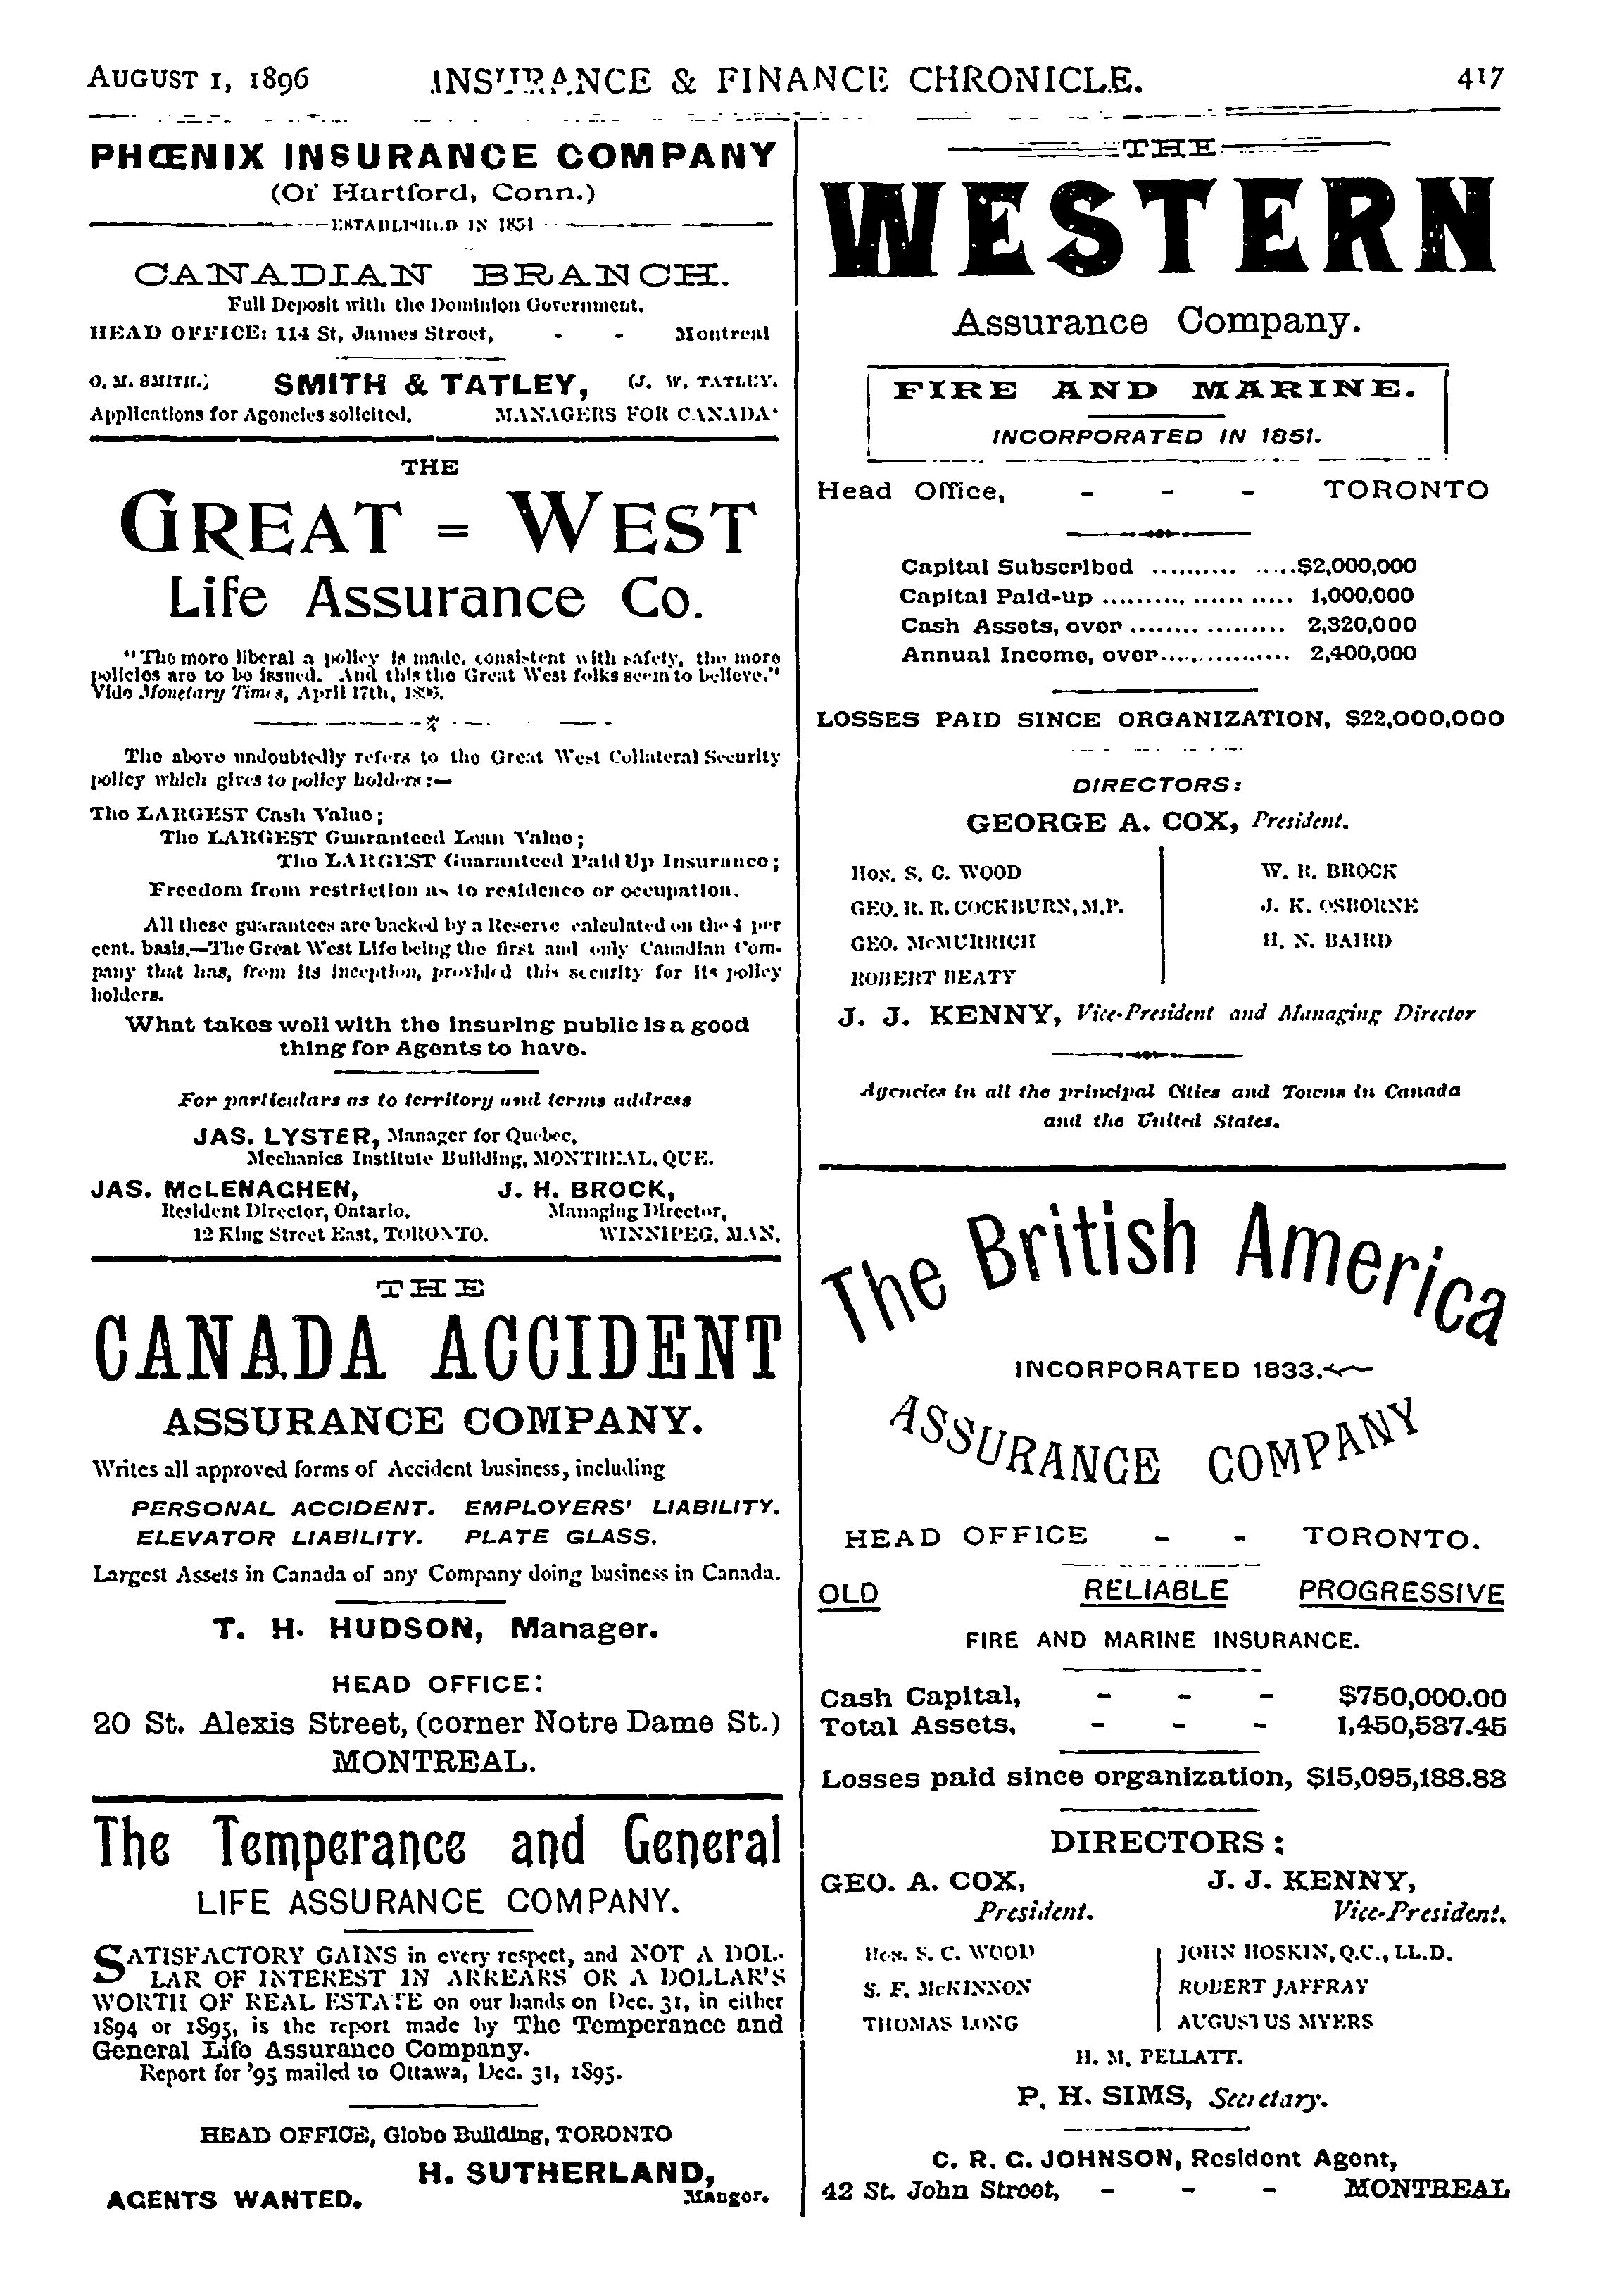 AUGUST 1, 1896 INSURANCE & FINANCE CHRONICLE. 417
PHŒNIX INSURANCE COMPANY
(Of Hartford, Conn.)
ESTABLISHED IN 1854
CANADIAN BRANCH.
Full Deposit with the Dominion Government.
HEAD OFFICE: 114 St, James Street, - - Montreal
SMITH & TATLEY,
(J. W. TATLEY.
Applications for Agencies solicited. MANAGERS FOR CANADA
THE
GREAT = WEST
Life Assurance Co.
"The more liberal a policy is made, consistent with safety, the more
policies are to be issued. And this the Great West folks seem to believe."
Vide Monetary Times, April 17th, 1896.
The above undoubtedly refers to the Great West Collateral Security
policy which gives to policy holders :—
The LARGEST Cash Value;
The LARGEST Guaranteed Loan Value;
The LARGEST Guaranteed Paid Up Insurance;
Freedom from restriction as to residence or occupation.
All these guarantees are backed by a Reserve calculated on the 4 per
cent. basis.—The Great West Life being the first and only Canadian Com-
pany that has, from its inception, provided this security for its policy
holders.
What takes well with the insuring public is a good
thing for Agents to have.
For particulars as to territory and terms address
JAS. LYSTER, Manager for Quebec,
Mechanics Institute Building, MONTREAL, QUE.
JAS. McLENAGHEN, J. H. BROCK,
Resident Director, Ontario. Managing Director,
12 King Street East, TORONTO. WINNIPEG, MAN.
THE
CANADA ACCIDENT
ASSURANCE COMPANY.
Writes all approved forms of Accident business, including
PERSONAL ACCIDENT. EMPLOYERS' LIABILITY.
ELEVATOR LIABILITY. PLATE GLASS.
Largest Assets in Canada of any Company doing business in Canada.
T. H. HUDSON, Manager.
HEAD OFFICE:
20 St. Alexis Street, (corner Notre Dame St.)
MONTREAL.
The Temperance and General
LIFE ASSURANCE COMPANY.
SATISFACTORY GAINS in every respect, and NOT A DOL-
LAR OF INTEREST IN ARREARS OR A DOLLAR'S
WORTH OF REAL ESTATE on our hands on Dec. 31, in either
1894 or 1895, is the report made by The Temperance and
General Life Assurance Company.
Report for '95 mailed to Ottawa, Dec. 31, 1895.
HEAD OFFICE, Globe Building, TORONTO
H. SUTHERLAND,
AGENTS WANTED. Manger.
THE
WESTERN
Assurance Company.
FIRE AND MARINE.
INCORPORATED IN 1851.
Head Office, - - - TORONTO
Capital Subscribed .......... .....$2,000,000
Capital Paid-up .......... ...... ..... 1,000,000
Cash Assets, over ........ ......... 2,320,000
Annual Income, over.................. 2,400,000
LOSSES PAID SINCE ORGANIZATION, $22,000,000
DIRECTORS:
GEORGE A. COX, President.
HON. S. C. WOOD W. R. BROCK
GEO. R. R. COCKBURN, M.P. J. K. OSBORNE
GEO. McMURRICH H. N. BAIRD
ROBERT BEATY
J. J. KENNY, Vice-President and Managing Director
Agencies in all the principal Cities and Towns in Canada
and the United States.
The British America
INCORPORATED 1833.
ASSURANCE COMPANY
HEAD OFFICE - - TORONTO.
OLD RELIABLE PROGRESSIVE
FIRE AND MARINE INSURANCE.
Cash Capital, - - - $750,000.00
Total Assets, - - - 1,450,537.45
Losses paid since organization, $15,095,188.88
DIRECTORS:
GEO. A. COX, J. J. KENNY,
President. Vice-President.
HON. S. C. WOOD JOHN HOSKIN, Q.C., LL.D.
S. F. McKINNON ROBERT JAFFRAY
THOMAS LONG AUGUSTUS MYERS
H. M. PELLATT.
P. H. SIMS, Secretary.
C. R. G. JOHNSON, Resident Agent,
42 St. John Street, - - - MONTREAL